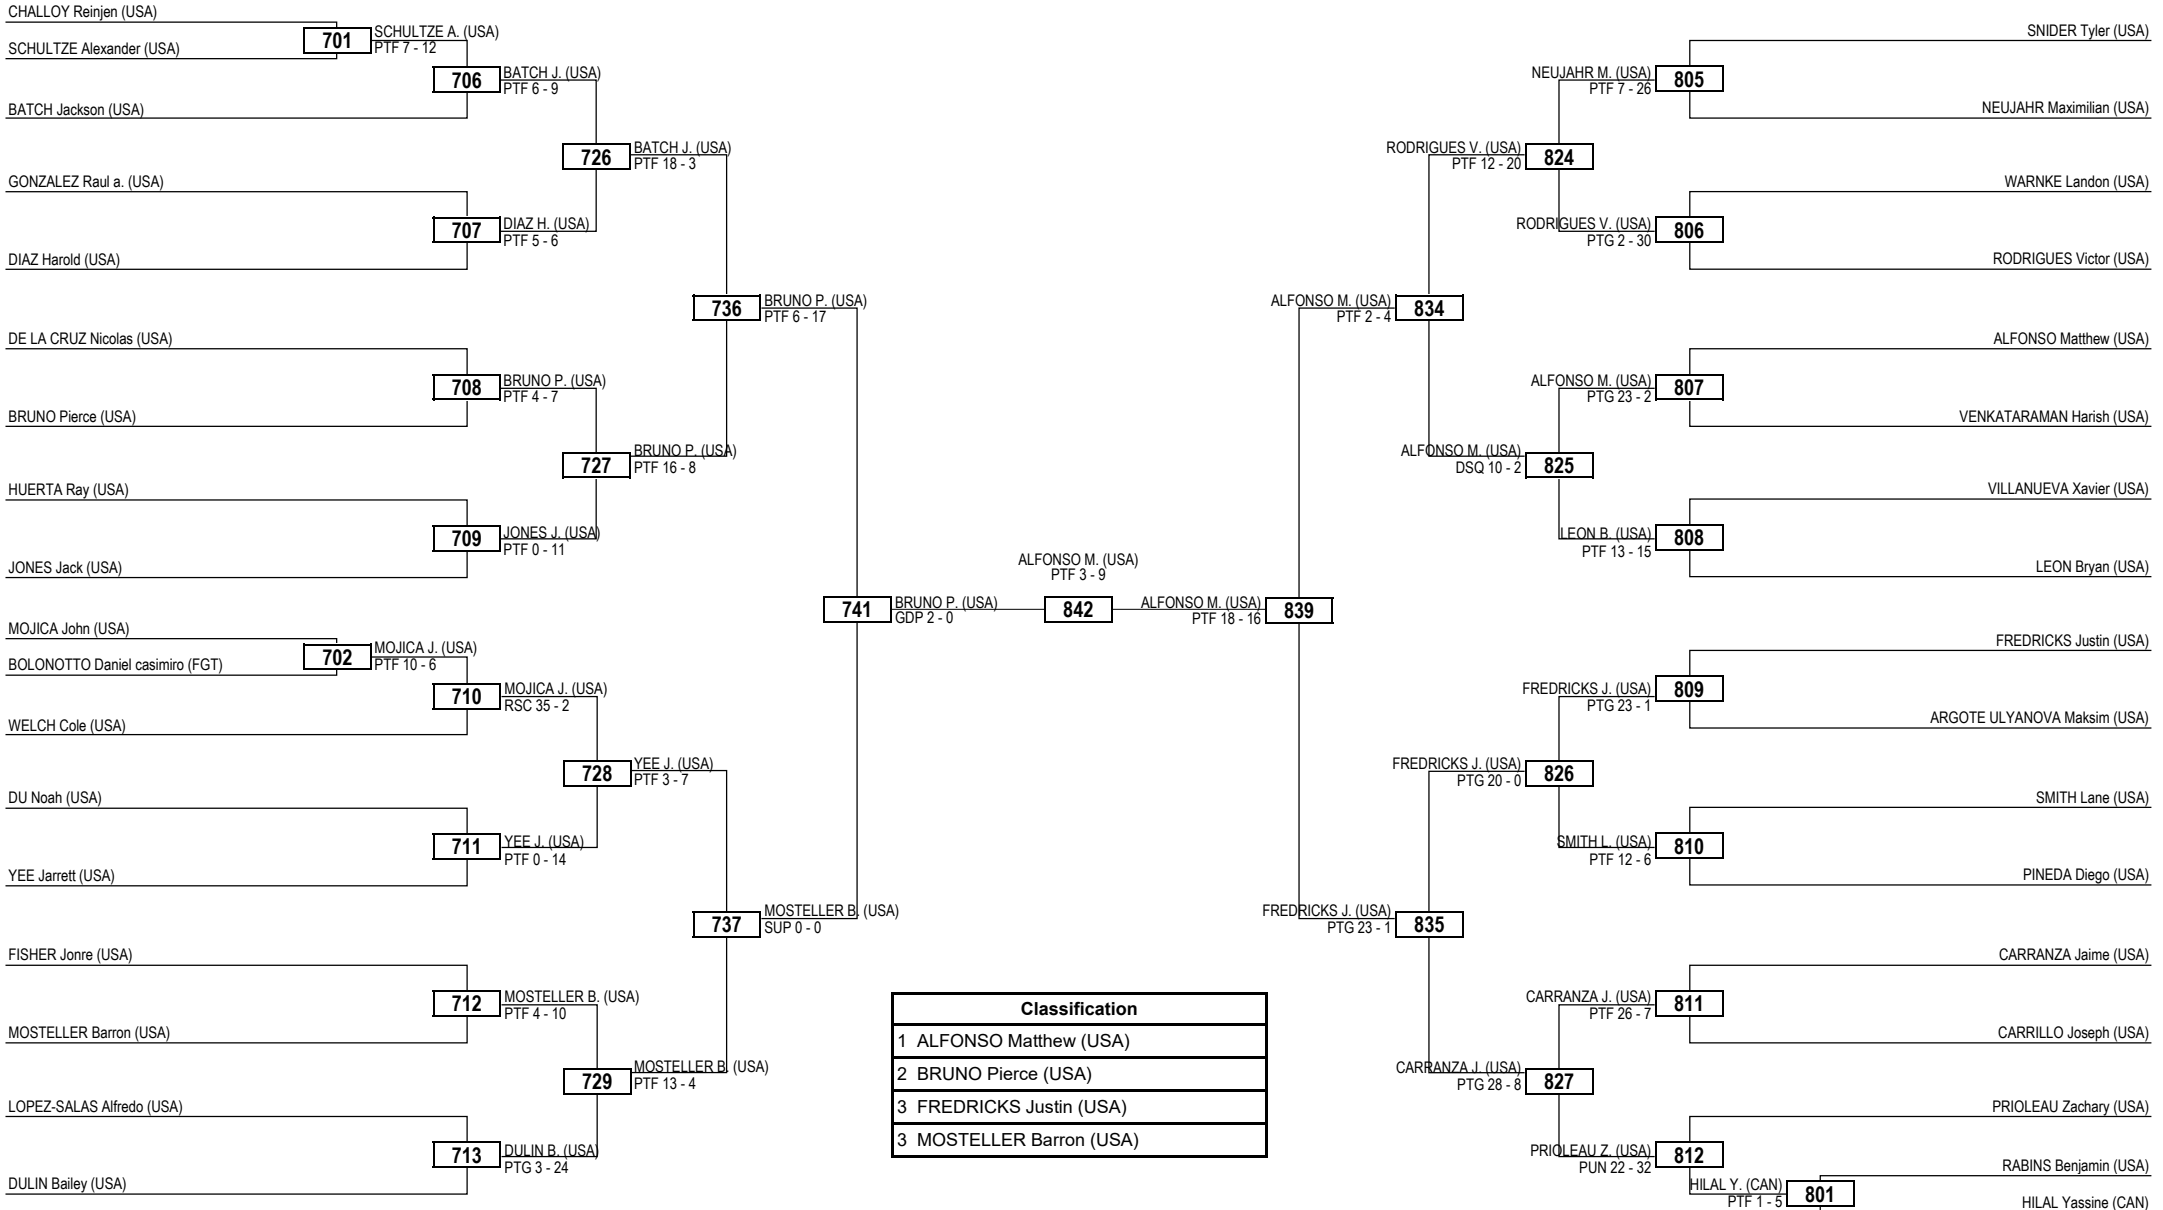 CHALLOY Reinjen (USA)
SCHULTZE Alexander (USA)
701
SCHULTZE A. (USA)
PTF 7 - 12
706
BATCH J. (USA)
PTF 6 - 9
BATCH Jackson (USA)
726
BATCH J. (USA)
PTF 18 - 3
GONZALEZ Raul a. (USA)
707
DIAZ H. (USA)
PTF 5 - 6
DIAZ Harold (USA)
736
BRUNO P. (USA)
PTF 6 - 17
DE LA CRUZ Nicolas (USA)
708
BRUNO P. (USA)
PTF 4 - 7
BRUNO Pierce (USA)
727
BRUNO P. (USA)
PTF 16 - 8
HUERTA Ray (USA)
709
JONES J. (USA)
PTF 0 - 11
JONES Jack (USA)
741
BRUNO P. (USA)
GDP 2 - 0
MOJICA John (USA)
BOLONOTTO Daniel casimiro (FGT)
702
MOJICA J. (USA)
PTF 10 - 6
710
MOJICA J. (USA)
RSC 35 - 2
WELCH Cole (USA)
728
YEE J. (USA)
PTF 3 - 7
DU Noah (USA)
711
YEE J. (USA)
PTF 0 - 14
YEE Jarrett (USA)
737
MOSTELLER B. (USA)
SUP 0 - 0
FISHER Jonre (USA)
712
MOSTELLER B. (USA)
PTF 4 - 10
MOSTELLER Barron (USA)
729
MOSTELLER B. (USA)
PTF 13 - 4
LOPEZ-SALAS Alfredo (USA)
713
DULIN B. (USA)
PTG 3 - 24
DULIN Bailey (USA)
ALFONSO M. (USA)
PTF 3 - 9
842
ALFONSO M. (USA)
PTF 18 - 16
839
SNIDER Tyler (USA)
NEUJAHR M. (USA)
PTF 7 - 26
805
NEUJAHR Maximilian (USA)
RODRIGUES V. (USA)
PTF 12 - 20
824
WARNKE Landon (USA)
RODRIGUES V. (USA)
PTG 2 - 30
806
RODRIGUES Victor (USA)
ALFONSO M. (USA)
PTF 2 - 4
834
ALFONSO Matthew (USA)
ALFONSO M. (USA)
PTG 23 - 2
807
VENKATARAMAN Harish (USA)
ALFONSO M. (USA)
DSQ 10 - 2
825
VILLANUEVA Xavier (USA)
LEON B. (USA)
PTF 13 - 15
808
LEON Bryan (USA)
FREDRICKS Justin (USA)
FREDRICKS J. (USA)
PTG 23 - 1
809
ARGOTE ULYANOVA Maksim (USA)
FREDRICKS J. (USA)
PTG 20 - 0
826
SMITH Lane (USA)
SMITH L. (USA)
PTF 12 - 6
810
PINEDA Diego (USA)
FREDRICKS J. (USA)
PTG 23 - 1
835
CARRANZA Jaime (USA)
CARRANZA J. (USA)
PTF 26 - 7
811
CARRILLO Joseph (USA)
CARRANZA J. (USA)
PTG 28 - 8
827
PRIOLEAU Zachary (USA)
PRIOLEAU Z. (USA)
PUN 22 - 32
812
RABINS Benjamin (USA)
HILAL Y. (CAN)
PTF 1 - 5
801
HILAL Yassine (CAN)
Classification
1 ALFONSO Matthew (USA)
2 BRUNO Pierce (USA)
3 FREDRICKS Justin (USA)
3 MOSTELLER Barron (USA)